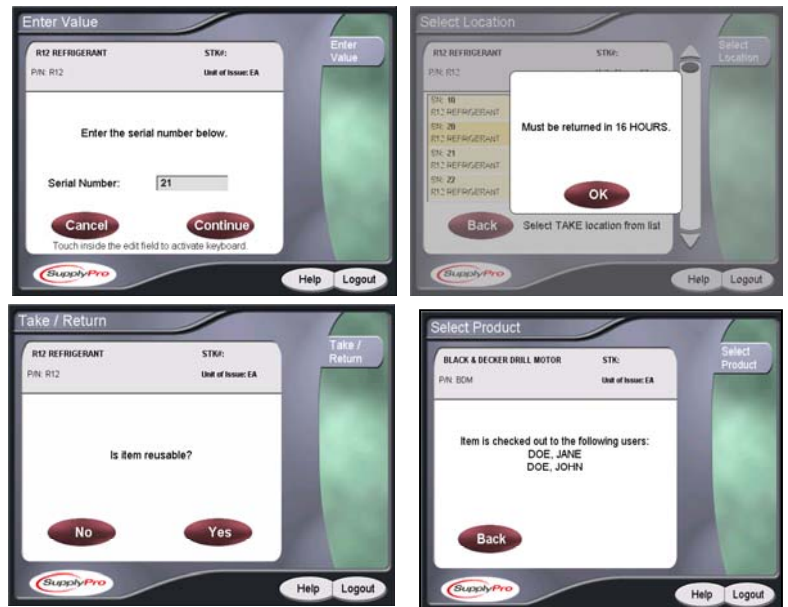 Enter Value
R12 REFRIGERANT STK#:
P/N: R12 Unit of Issue: EA
Enter Value
Enter the serial number below.
Serial Number: 21
Cancel Continue
Touch inside the edit field to activate keyboard.
SupplyPro
Help Logout
Select Location
R12 REFRIGERANT STK#:
P/N: R12 Unit of Issue: EA
Select Location
SN: 10
R12 REFRIGERANT
SN: 20
R12 REFRIGERANT
SN: 21
R12 REFRIGERANT
SN: 22
R12 REFRIGERANT
Must be returned in 16 HOURS.
OK
Back Select TAKE location from list
SupplyPro
Help Logout
Take / Return
R12 REFRIGERANT STK#:
P/N: R12 Unit of Issue: EA
Take / Return
Is item reusable?
No Yes
SupplyPro
Help Logout
Select Product
BLACK & DECKER DRILL MOTOR STK:
P/N: BDM Unit of Issue: EA
Select Product
Item is checked out to the following users:
DOE, JANE
DOE, JOHN
Back
SupplyPro
Help Logout